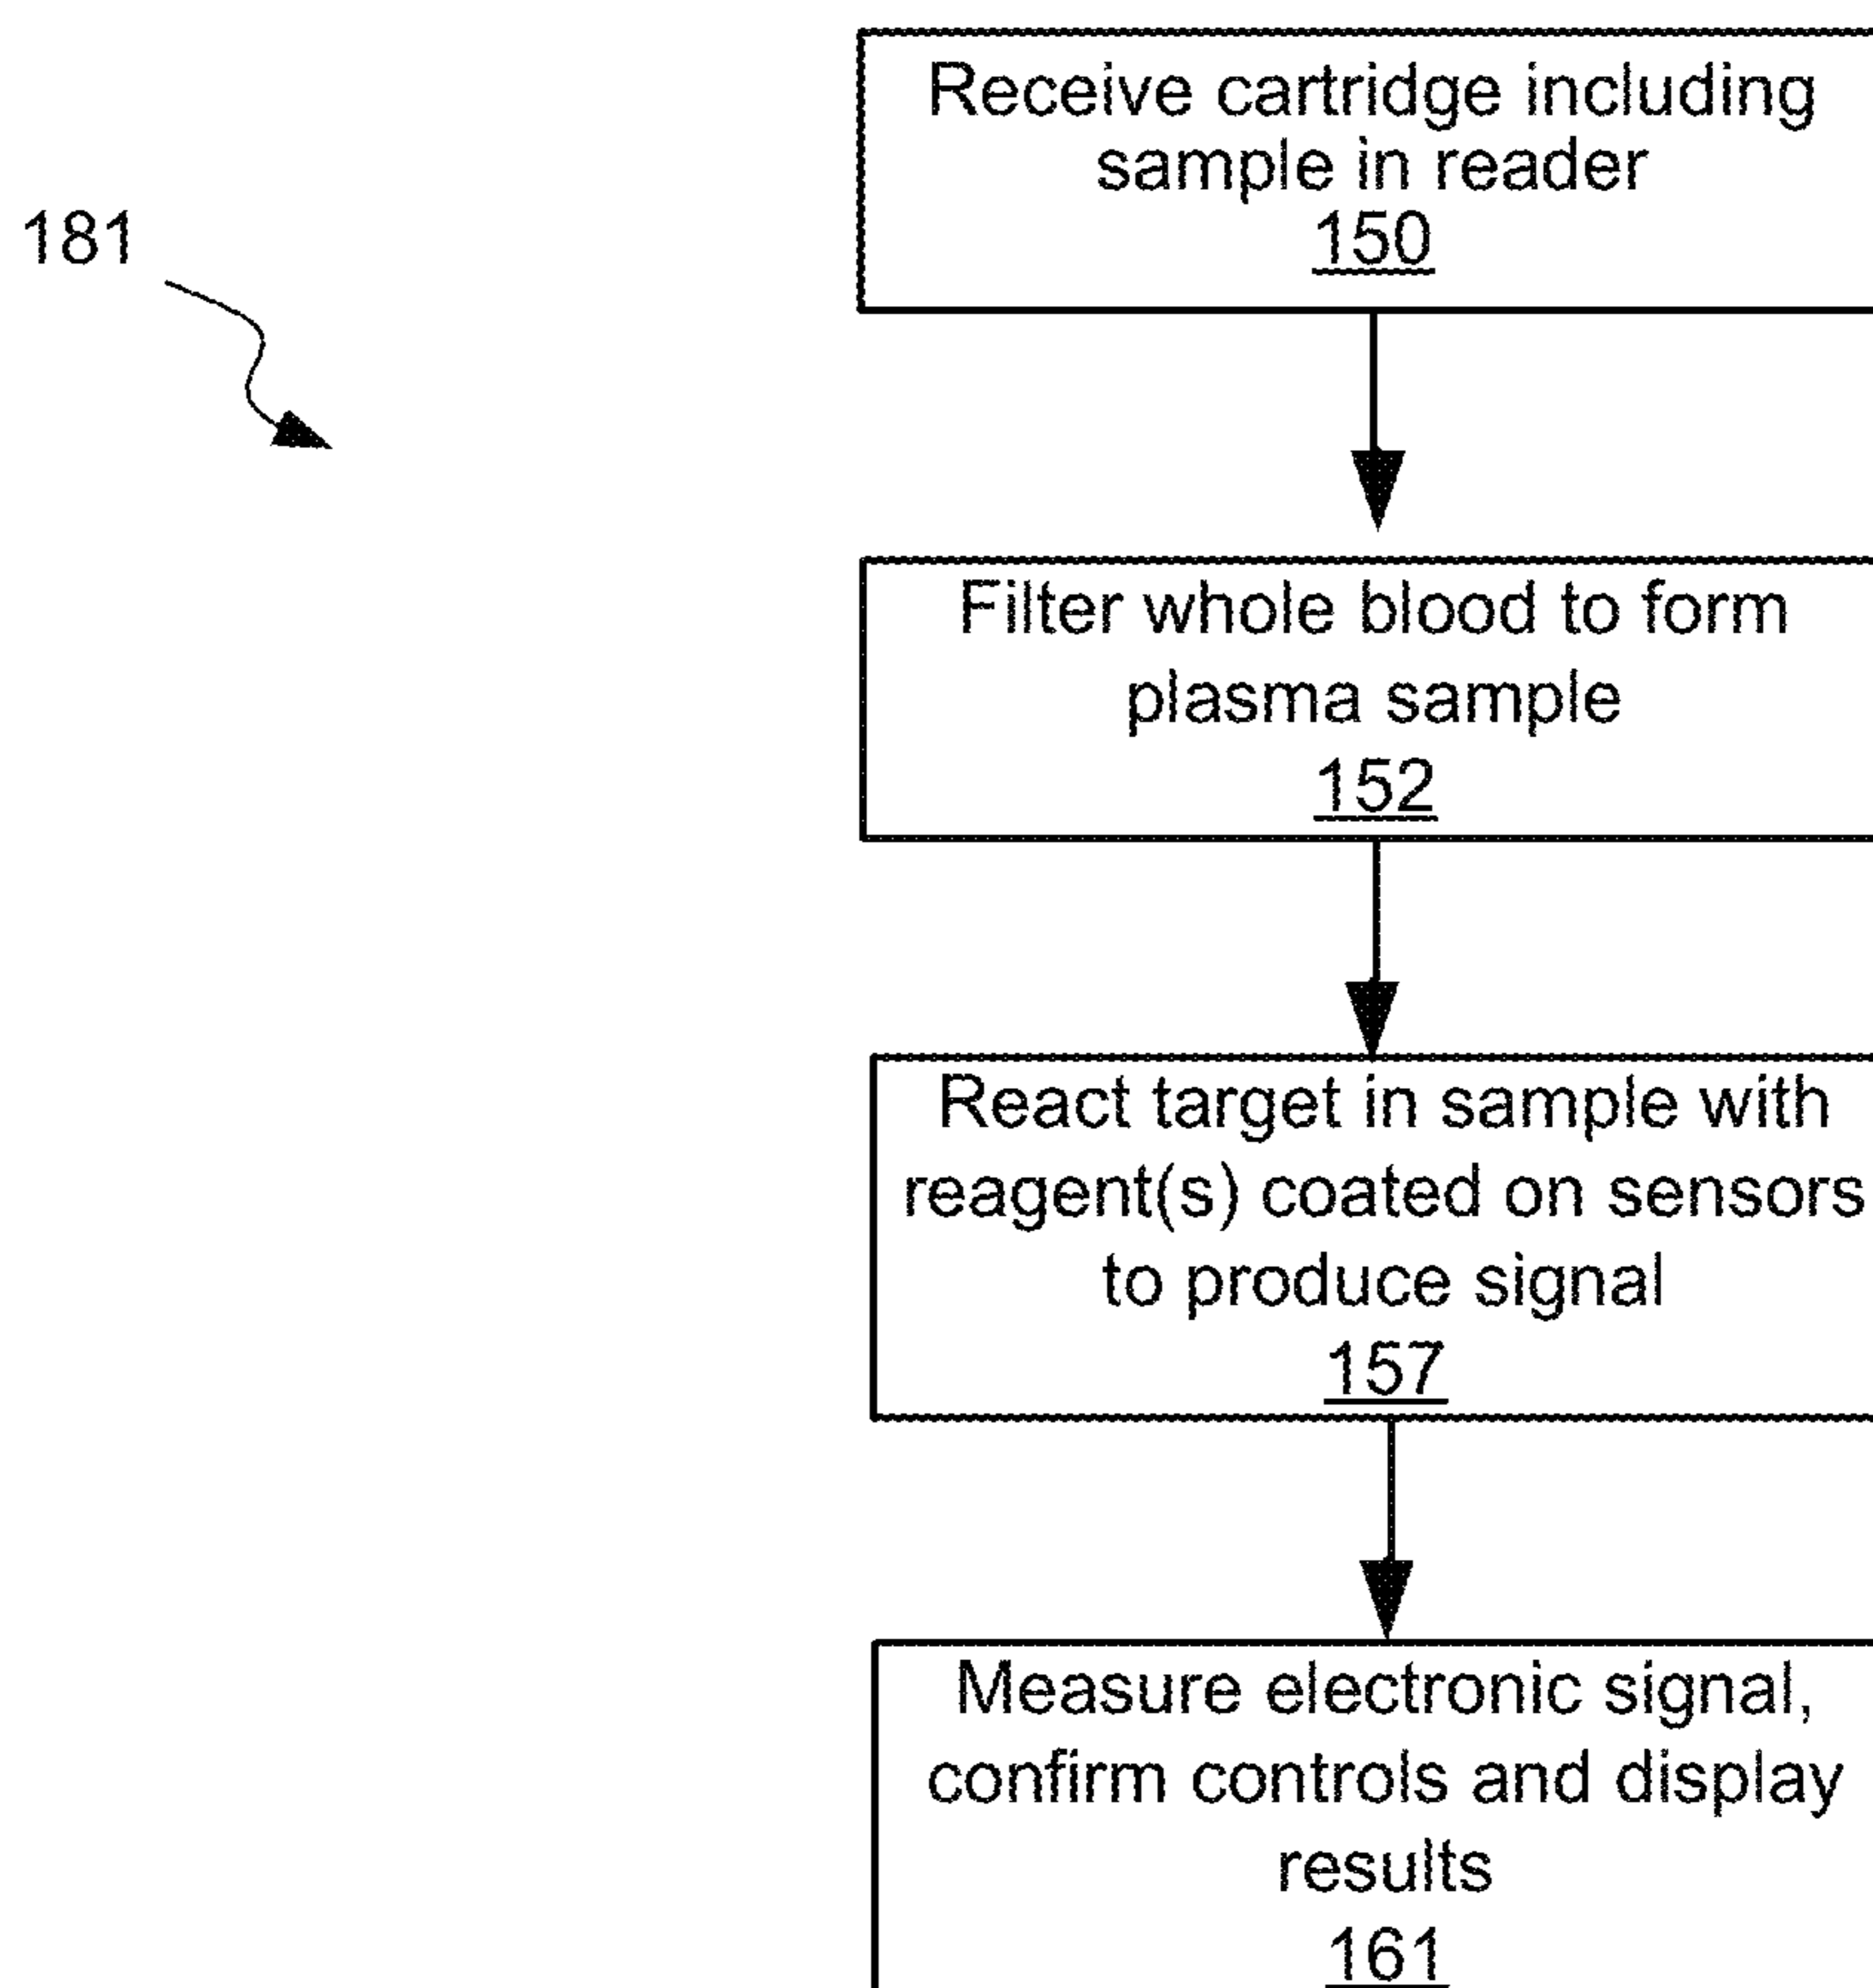 Receive cartridge including
sample in reader
150
181
Filter whole blood to form
plasma sample
152
React target in sample with
reagent(s) coated on sensors
to produce signal
157
Measure electronic signal,
confirm controls and display
results
161